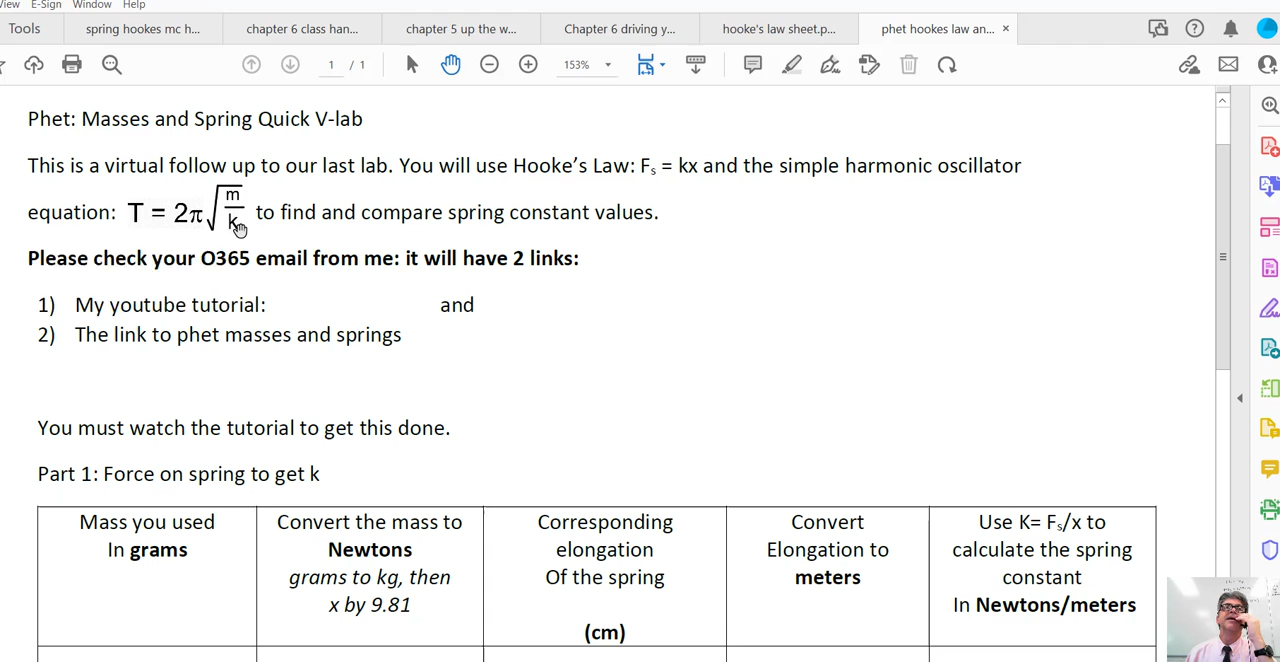 View E-Sign Window Help
Tools spring hookes mc h... chapter 6 class han... chapter 5 up the w... Chapter 6 driving y... hooke's law sheet.p... phet hookes law an... ×
1 / 1 153%
Phet: Masses and Spring Quick V-lab
This is a virtual follow up to our last lab. You will use Hooke's Law: Fs = kx and the simple harmonic oscillator
equation: T = 2π√(m/k) to find and compare spring constant values.
Please check your O365 email from me: it will have 2 links:
1) My youtube tutorial: and
2) The link to phet masses and springs
You must watch the tutorial to get this done.
Part 1: Force on spring to get k
Mass you used
In grams
Convert the mass to
Newtons
grams to kg, then
x by 9.81
Corresponding
elongation
Of the spring
(cm)
Convert
Elongation to
meters
Use K= Fs/x to
calculate the spring
constant
In Newtons/meters